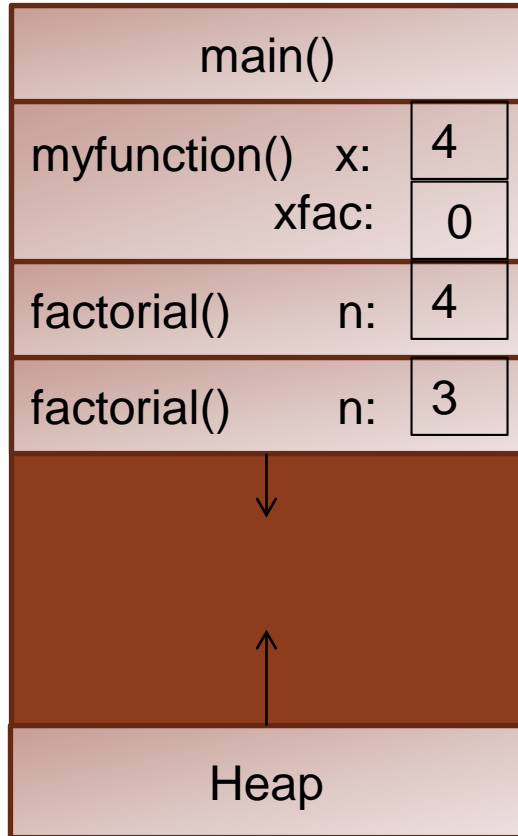 main()
myfunction() x: 4
xfac: 0
factorial() n: 4
factorial() n: 3
Heap